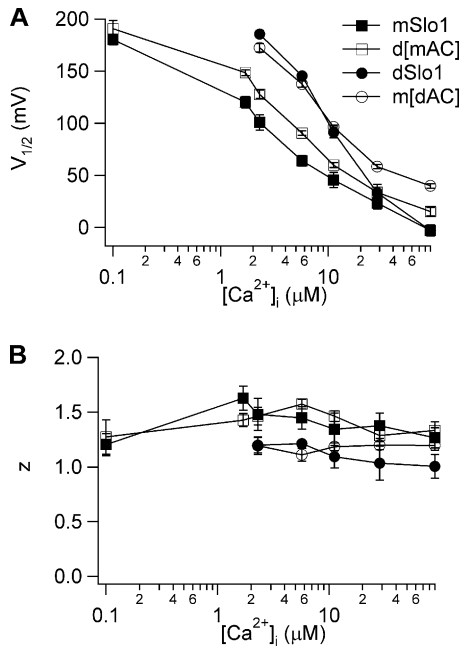 A
200
150
100
50
0
V1/2 (mV)
mSlo1
d[mAC]
dSlo1
m[dAC]
0.1 2 4 6 1 2 4 6 10 2 4 6
[Ca2+]i (μM)
B
2.0
1.5
1.0
0.5
0.0
z
0.1 2 4 6 1 2 4 6 10 2 4 6
[Ca2+]i (μM)